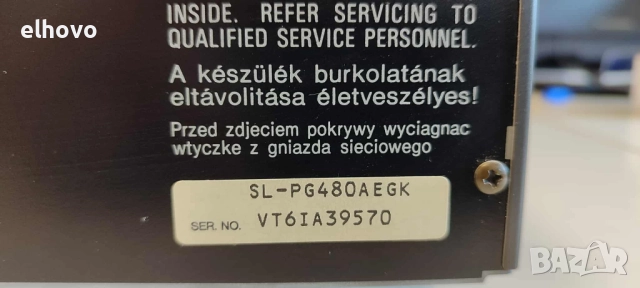 elhovo
INSIDE. REFER SERVICING TO
QUALIFIED SERVICE PERSONNEL.
A készülék burkolatának
eltávolitása életveszélyes!
Przed zdjeciem pokrywy wyciagnac
wtyczke z gniazda sieciowego
SL-PG480AEGK
SER. NO. VT6IA39570
BAZAR